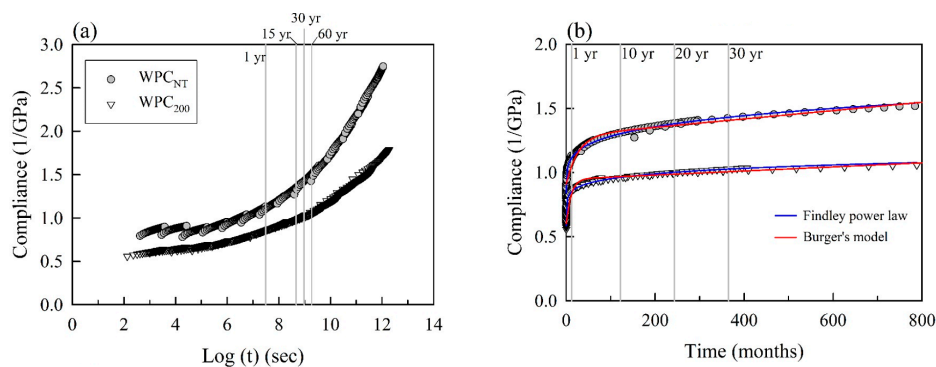 (a)
30 yr
15 yr
60 yr
1 yr
WPC_NT
WPC_200
3.0
2.5
2.0
1.5
1.0
0.5
0.0
Compliance (1/GPa)
0 2 4 6 8 10 12 14
Log (t) (sec)
(b)
1 yr 10 yr 20 yr 30 yr
2.0
1.5
1.0
0.5
0.0
Compliance (1/GPa)
Findley power law
Burger's model
0 200 400 600 800
Time (months)